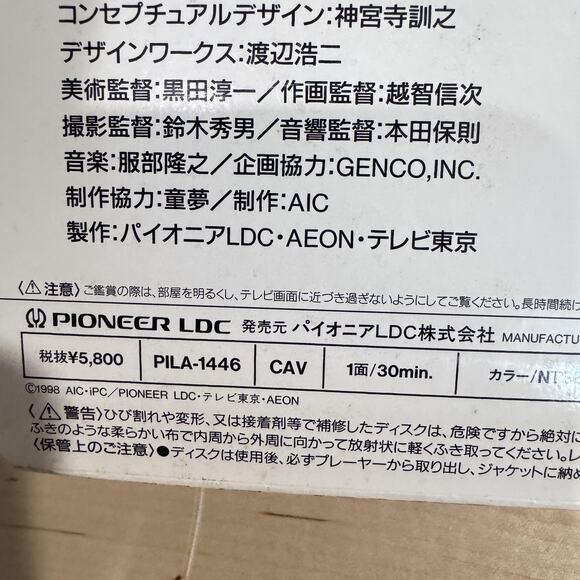 コンセプチュアルデザイン:神宮寺訓之
デザインワークス:渡辺浩二
美術監督:黒田淳一/作画監督:越智信次
撮影監督:鈴木秀男/音響監督:本田保則
音楽:服部隆之/企画協力:GENCO,INC.
制作協力:童夢/制作:AIC
製作:パイオニアLDC・AEON・テレビ東京
〈⚠注意〉ご鑑賞の際は、部屋を明るくし、テレビ画面に近づき過ぎないようにしてご覧ください。長時間続け
PIONEER LDC 発売元 パイオニアLDC株式会社 MANUFACTU
税抜¥5,800 PILA-1446 CAV 1面/30min. カラー/NTS
©1998 AIC・iPC/PIONEER LDC・テレビ東京・AEON
〈⚠警告〉ひび割れや変形、又は接着剤等で補修したディスクは、危険ですから絶対に
ふきのような柔らかい布で内周から外周に向かって放射状に軽くふき取ってください。レ
〈保管上のご注意〉●ディスクは使用後、必ずプレーヤーから取り出し、ジャケットに納め